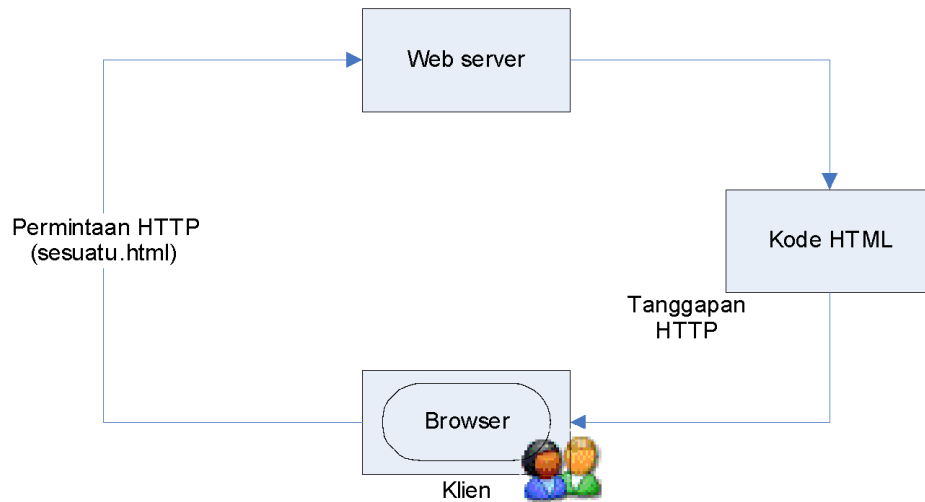 Web server
Permintaan HTTP
(sesuatu.html)
Kode HTML
Tanggapan
HTTP
Browser
Klien